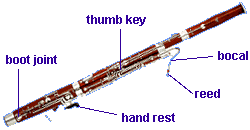 thumb key
boot joint
bocal
reed
hand rest